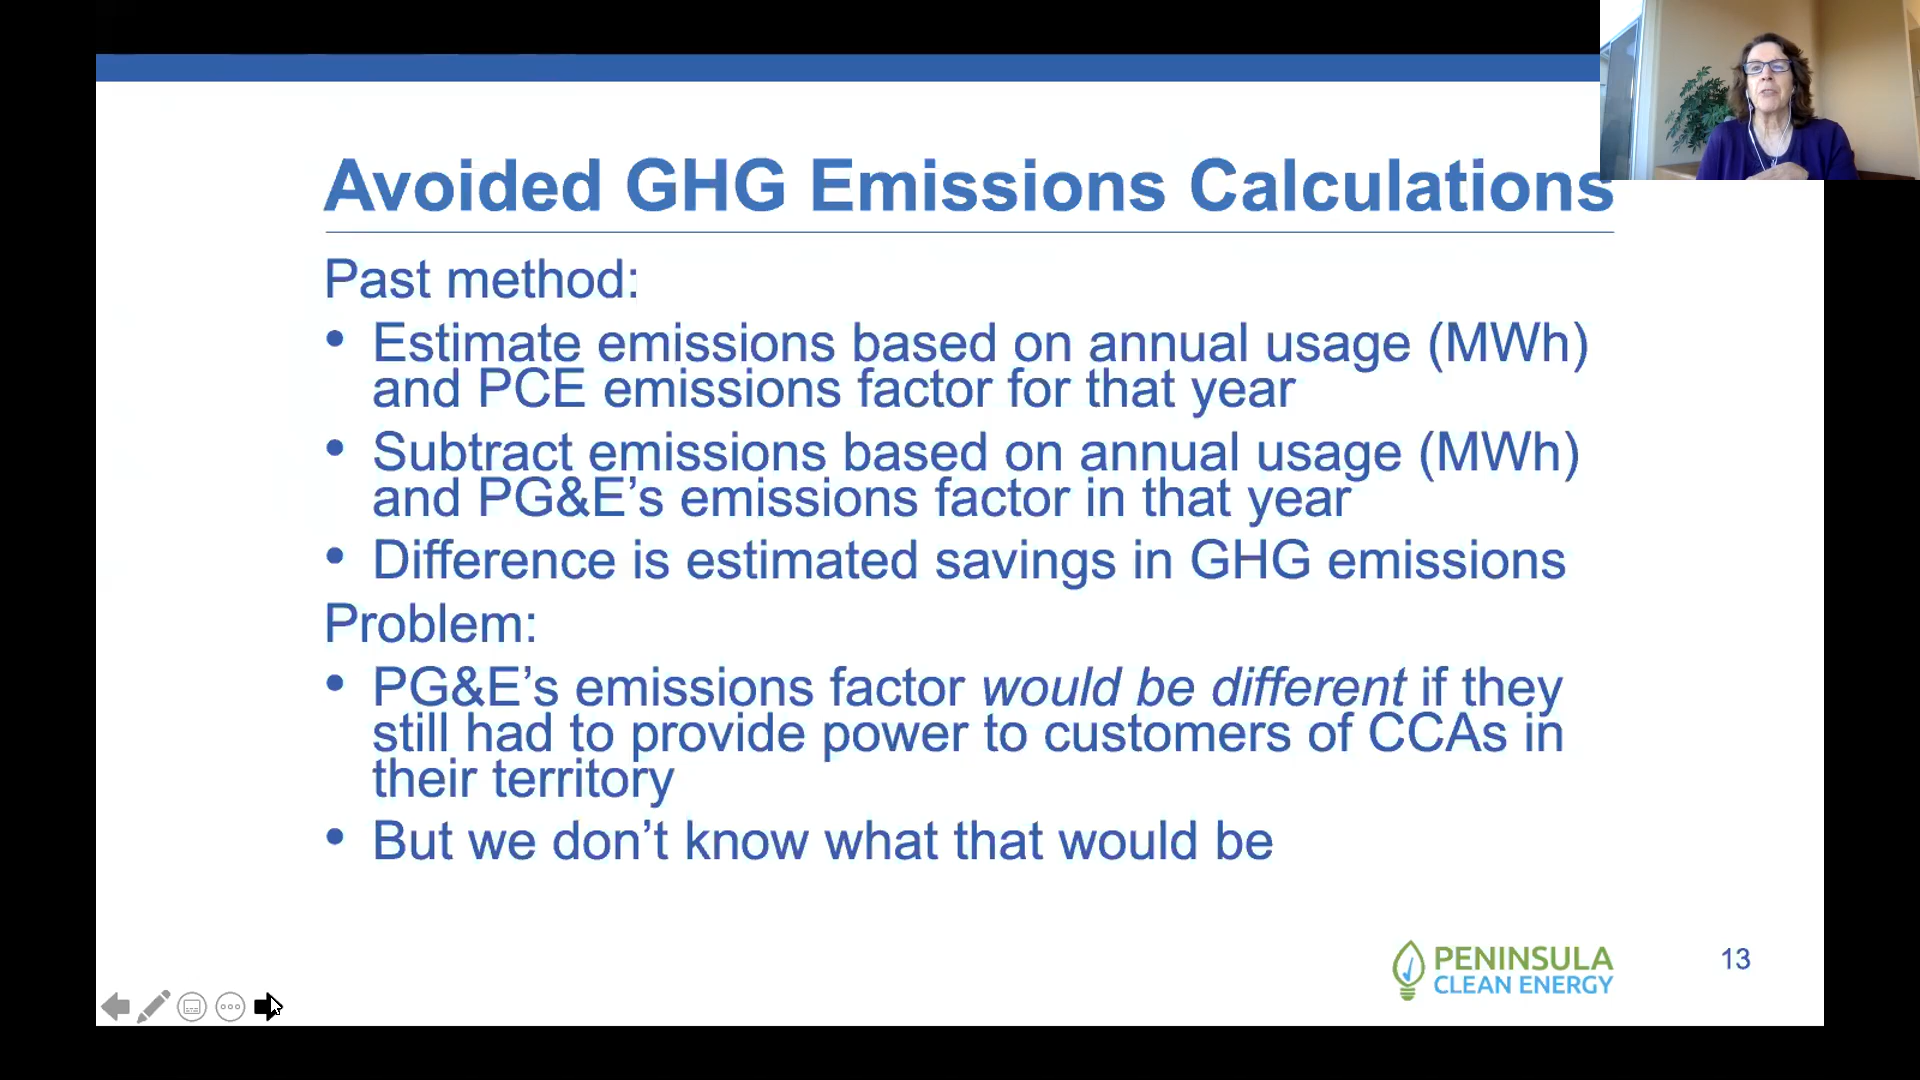 Avoided GHG Emissions Calculations
Past method:
• Estimate emissions based on annual usage (MWh)
and PCE emissions factor for that year
• Subtract emissions based on annual usage (MWh)
and PG&E’s emissions factor in that year
• Difference is estimated savings in GHG emissions
Problem:
• PG&E’s emissions factor would be different if they
still had to provide power to customers of CCAs in
their territory
• But we don’t know what that would be
PENINSULA
CLEAN ENERGY
13